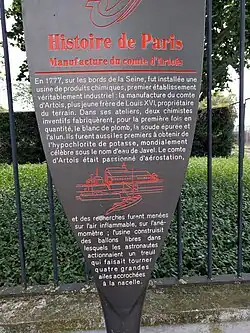 Histoire de Paris
Manufacture du comte d'Artois
En 1777, sur les bords de la Seine, fut installée une
usine de produits chimiques, premier établissement
véritablement industriel : la manufacture du comte
d'Artois, plus jeune frère de Louis XVI, propriétaire
du terrain. Dans ses ateliers, deux chimistes
inventifs fabriquèrent, pour la première fois en
quantité, le blanc de plomb, la soude épurée et
l'alun. Ils furent aussi les premiers à obtenir de
l'hypochlorite de potasse, mondialement
célèbre sous le nom d'eau de Javel. Le comte
d'Artois était passionné d'aérostation,
et des recherches furent menées
sur l'air inflammable, sur l'ané-
momètre ; l'usine construisit
des ballons libres dans
lesquels les astronautes
actionnaient un treuil
qui faisait tourner
quatre grandes
ailes accrochées
à la nacelle.